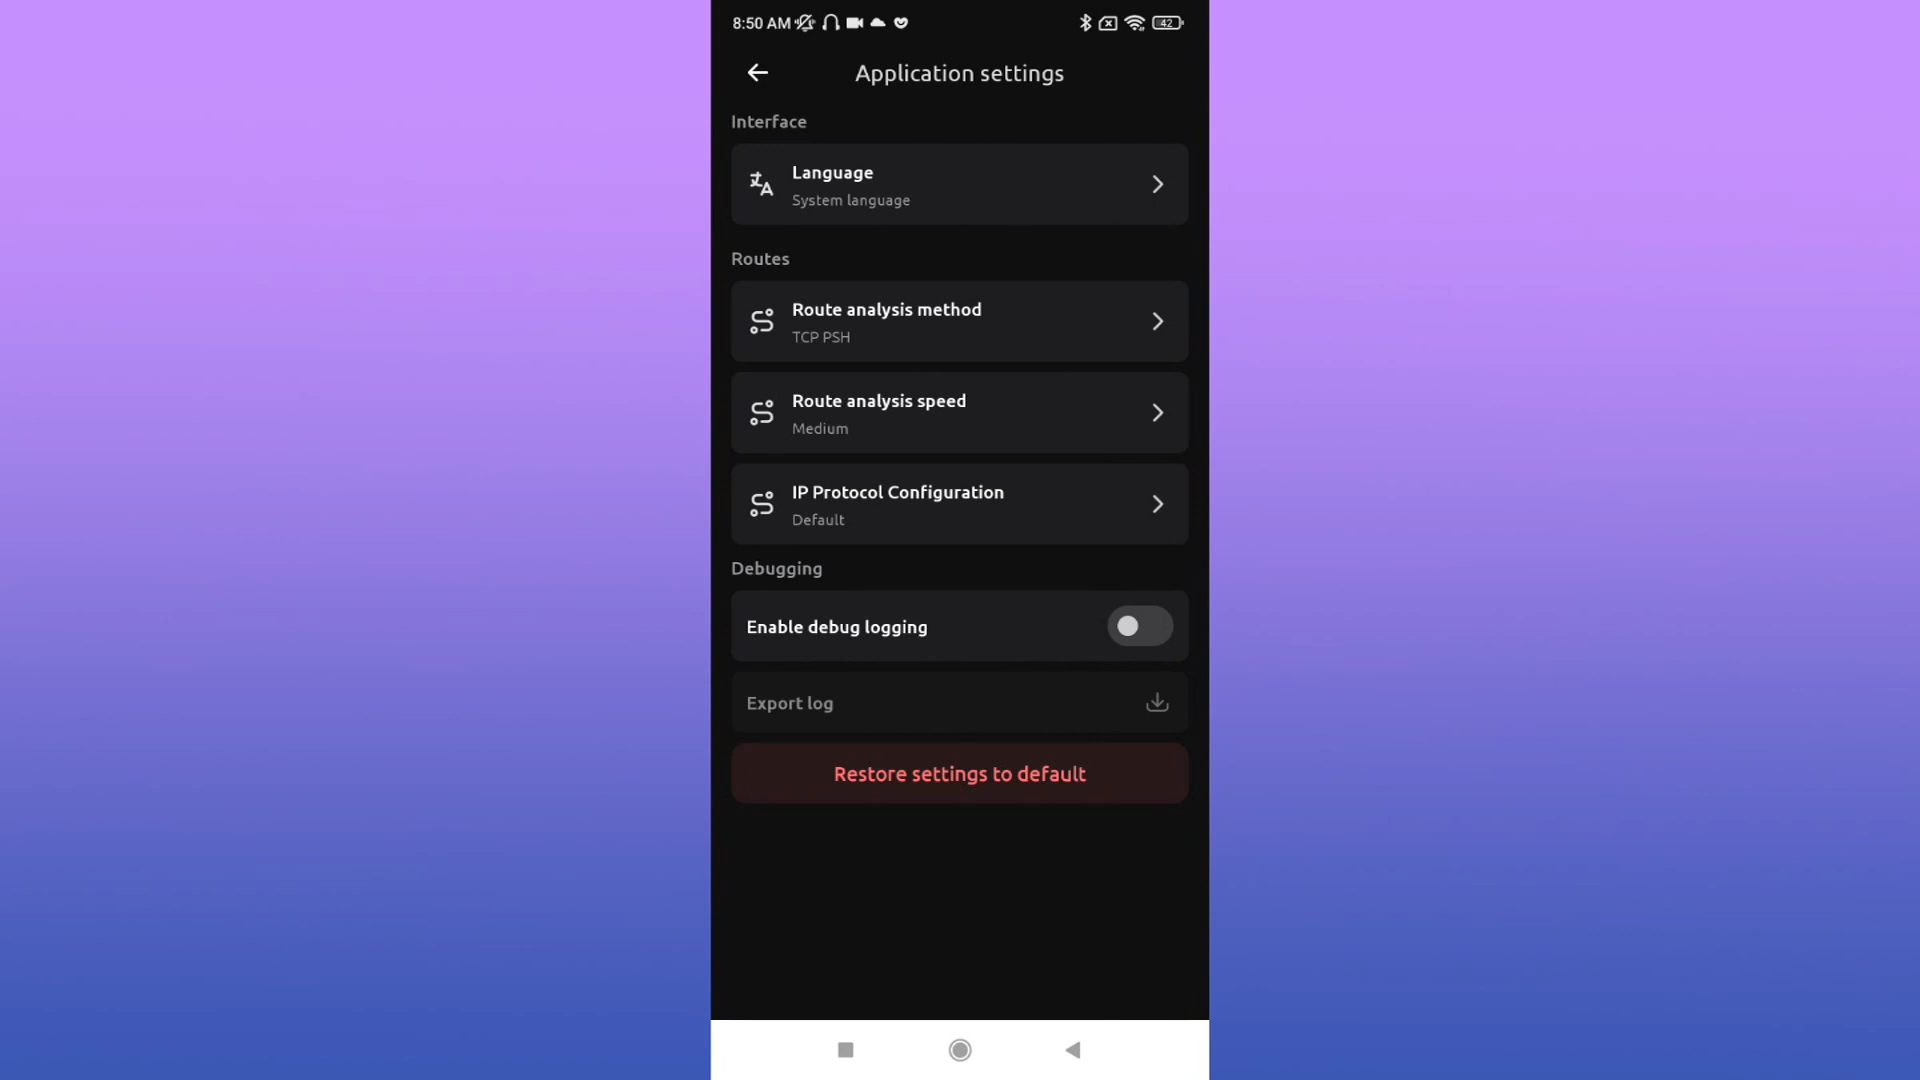 8:50 AM
42
Application settings
Interface
Language
System language
Routes
Route analysis method
TCP PSH
Route analysis speed
Medium
IP Protocol Configuration
Default
Debugging
Enable debug logging
Export log
Restore settings to default